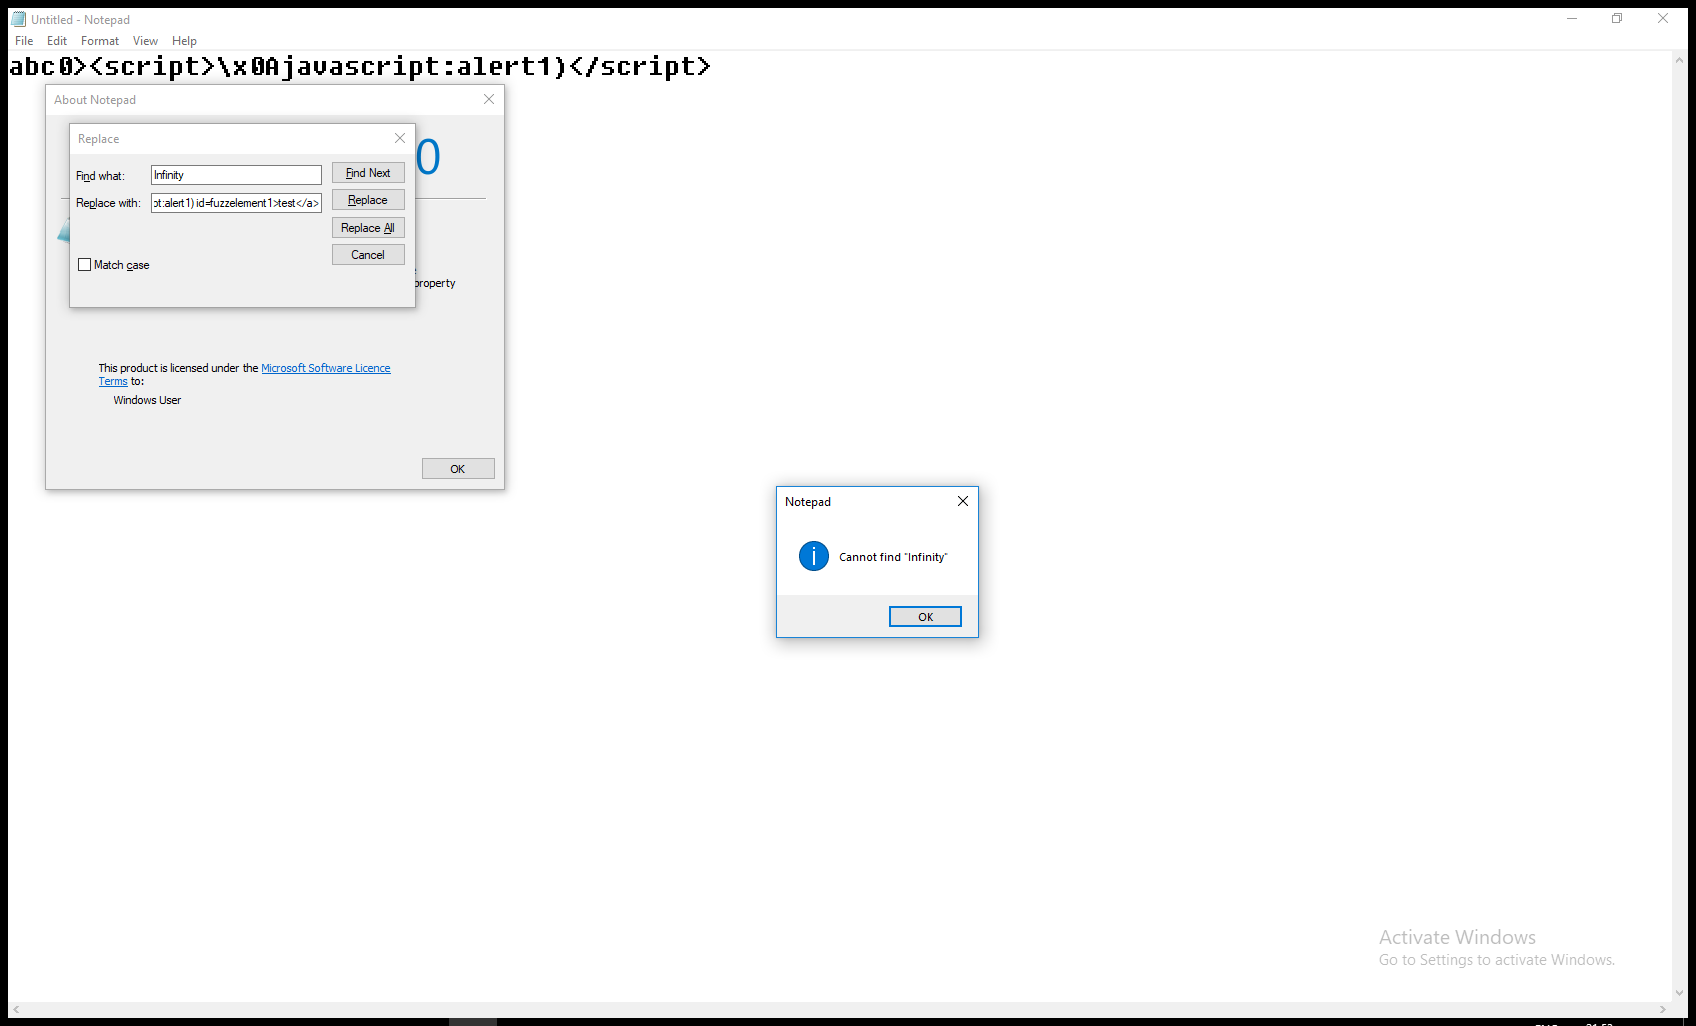 Untitled - Notepad
File Edit Format View Help
abc0><script>\x0Ajavascript:alert1)</script>
About Notepad
Replace
0
Find what: Infinity Find Next
Replace with: ot:alert1) id=fuzzelement1>test</a> Replace
Replace All
Cancel
Match case
property
This product is licensed under the Microsoft Software Licence
Terms to:
Windows User
OK
Notepad
Cannot find "Infinity"
OK
Activate Windows
Go to Settings to activate Windows.